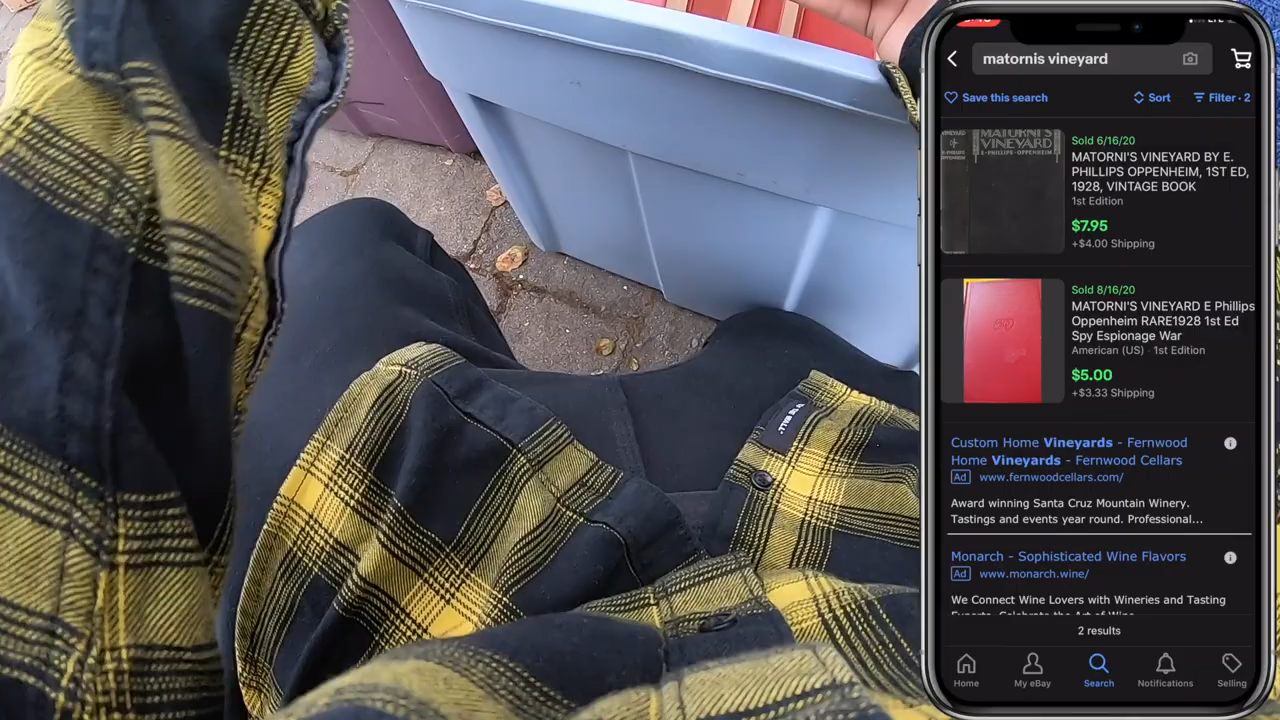 matornis vineyard
Save this search
Sort
Filter · 2
MATORNI'S
VINEYARD
E · PHILLIPS · OPPENHEIM
Sold 6/16/20
MATORNI'S VINEYARD BY E.
PHILLIPS OPPENHEIM, 1ST ED,
1928, VINTAGE BOOK
1st Edition
$7.95
+$4.00 Shipping
Sold 8/16/20
MATORNI'S VINEYARD E Phillips
Oppenheim RARE1928 1st Ed
Spy Espionage War
American (US) · 1st Edition
$5.00
+$3.33 Shipping
Custom Home Vineyards - Fernwood
Home Vineyards - Fernwood Cellars
Ad www.fernwoodcellars.com/
Award winning Santa Cruz Mountain Winery.
Tastings and events year round. Professional...
Monarch - Sophisticated Wine Flavors
Ad www.monarch.wine/
We Connect Wine Lovers with Wineries and Tasting
2 results
Home
My eBay
Search
Notifications
Selling